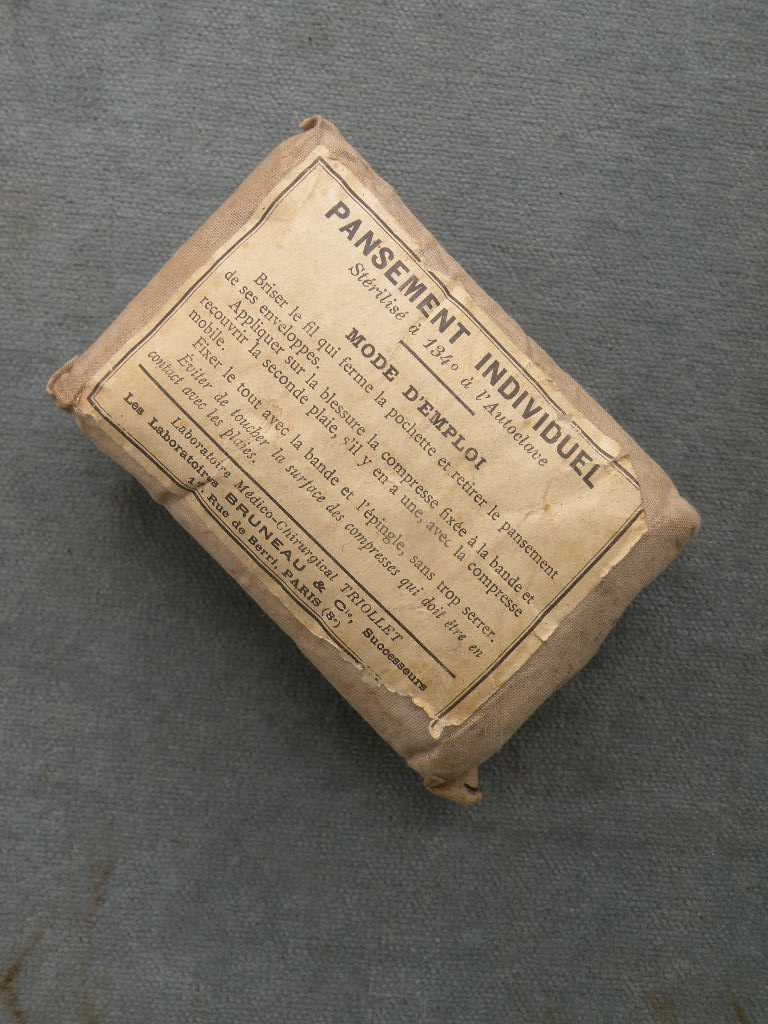 PANSEMENT INDIVIDUEL
Stérilisé à 134º à l'Autoclave
MODE D'EMPLOI
Briser le fil qui ferme la pochette et retirer le pansement
de ses enveloppes.
Appliquer sur la blessure la compresse fixée à la bande et
recouvrir la seconde plaie, s'il y en a une, avec la compresse
mobile.
Fixer le tout avec la bande et l'épingle, sans trop serrer.
Éviter de toucher la surface des compresses qui doit être en
contact avec les plaies.
Laboratoire Médico-Chirurgical TRIOLLET
Les Laboratoires BRUNEAU & Cie, Successeurs
Rue de Berri, PARIS (8e)